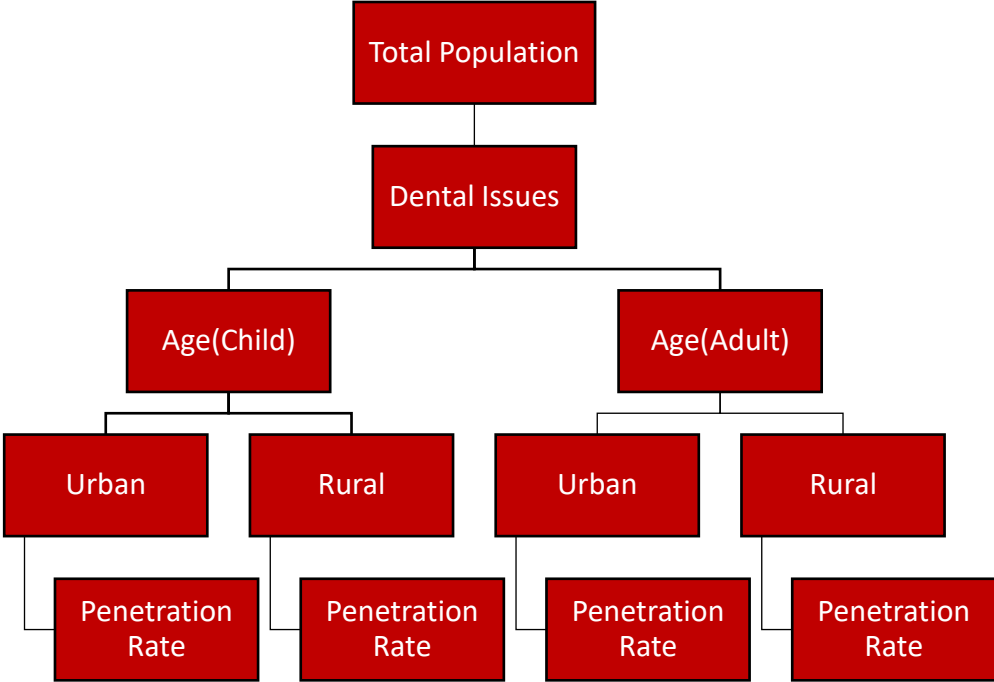 Total Population
Dental Issues
Age(Child)
Age(Adult)
Urban
Rural
Urban
Rural
Penetration
Rate
Penetration
Rate
Penetration
Rate
Penetration
Rate